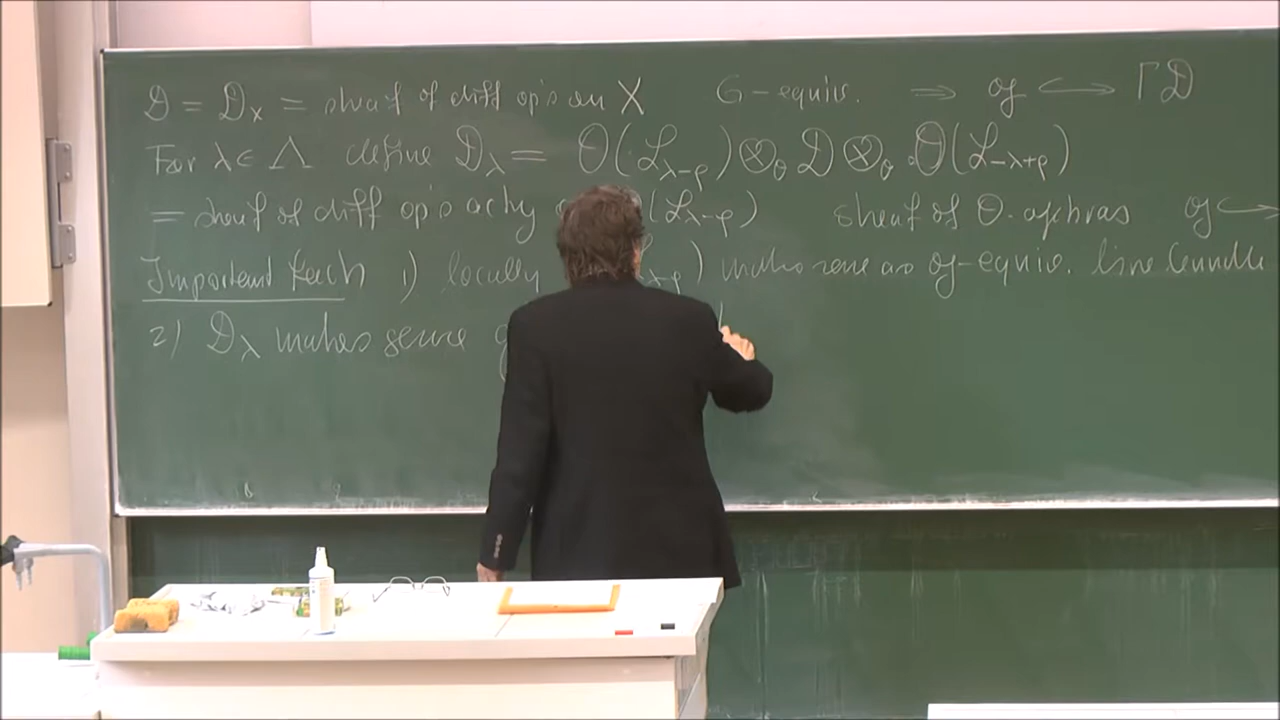 𝒟 = 𝒟_X = sheaf of diff op's on X G-equiv. ⟹ 𝔤 ↪ Γ𝒟
For λ ∈ Λ define 𝒟_λ = 𝒪(ℒ_{λ-ρ}) ⊗_𝒪 𝒟 ⊗_𝒪 𝒪(ℒ_{-λ+ρ})
= sheaf of diff op's acting (ℒ_{λ-ρ}) sheaf of 𝒪-algebras 𝔤 ↪
Important fact 1) locally ) makes sense as 𝔤-equiv. line bundle
2) 𝒟_λ makes sense